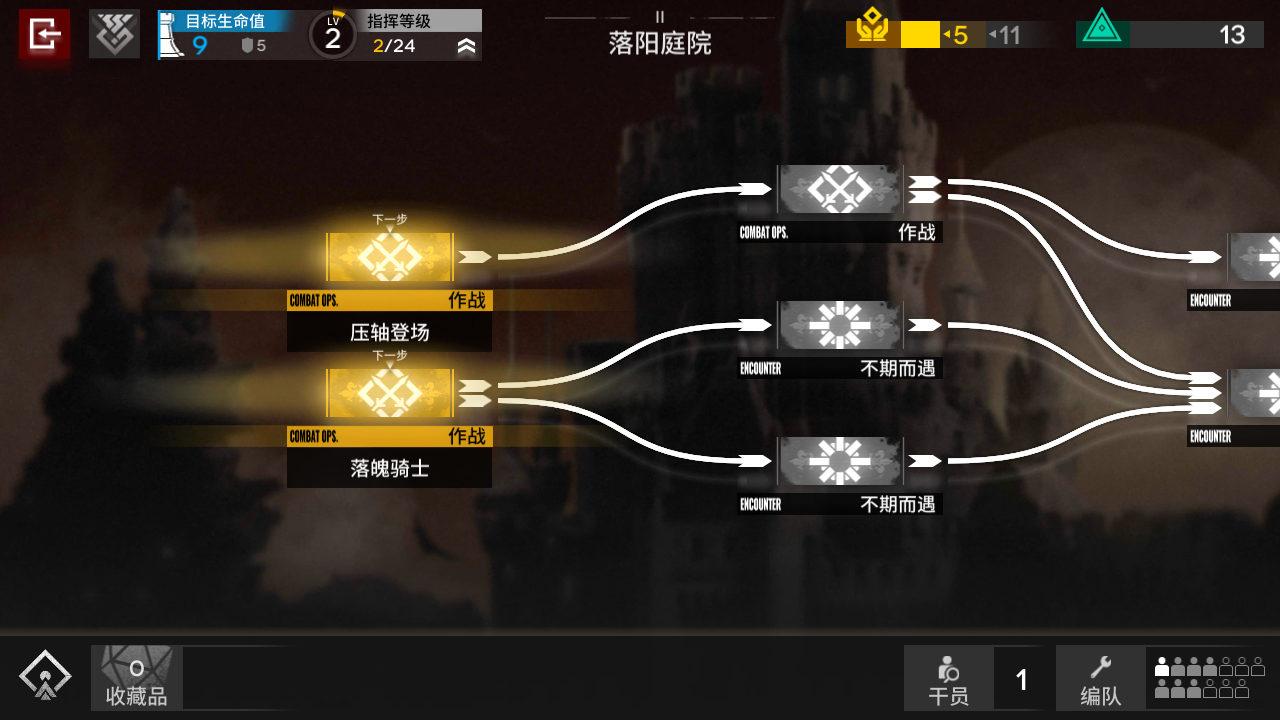 目标生命值
9
5
LV
2
指挥等级
2/24
II
落阳庭院
5
11
13
下一步
COMBAT OPS.
作战
压轴登场
下一步
COMBAT OPS.
作战
落魄骑士
COMBAT OPS.
作战
ENCOUNTER
不期而遇
ENCOUNTER
不期而遇
ENCOUNTER
ENCOUNTER
0
收藏品
干员
1
编队